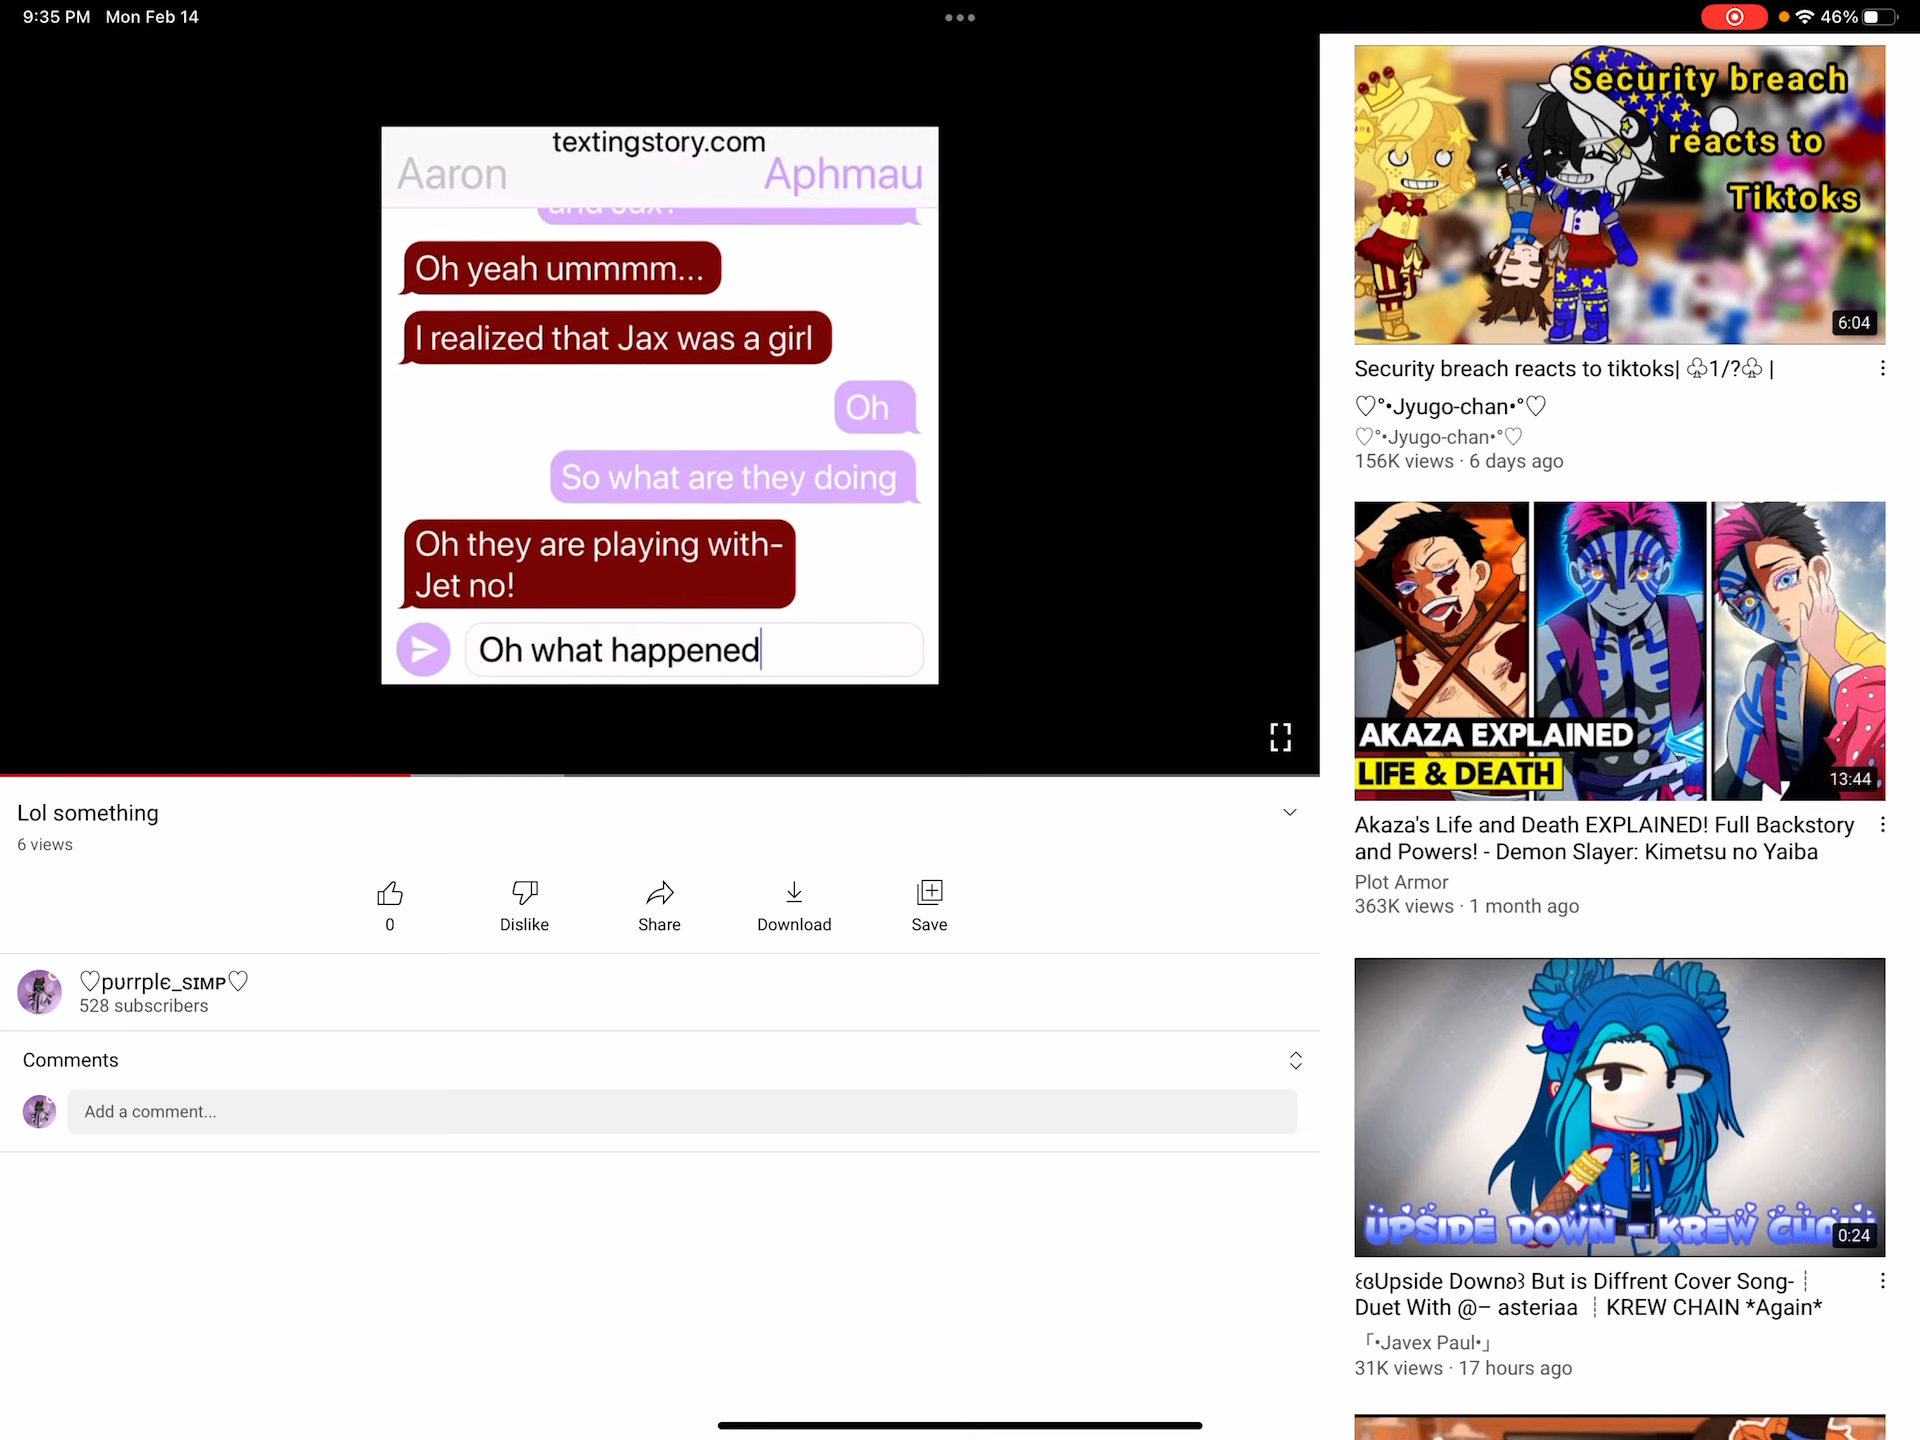 9:35 PM Mon Feb 14
46%
textingstory.com
Aaron
Aphmau
and Jax?
Oh yeah ummmm...
I realized that Jax was a girl
Oh
So what are they doing
Oh they are playing with-
Jet no!
Oh what happened
Lol something
6 views
0
Dislike
Share
Download
Save
♡pυrrplє_sɪᴍᴘ♡
528 subscribers
Comments
Add a comment...
Security breach
reacts to
Tiktoks
6:04
Security breach reacts to tiktoks| ♧1/?♧ |
♡°•Jyugo-chan•°♡
♡°•Jyugo-chan•°♡
156K views · 6 days ago
AKAZA EXPLAINED
LIFE & DEATH
13:44
Akaza's Life and Death EXPLAINED! Full Backstory
and Powers! - Demon Slayer: Kimetsu no Yaiba
Plot Armor
363K views · 1 month ago
UPSIDE DOWN - KREW CHAIN
0:24
꒰ɞUpside Downʚ꒱ But is Diffrent Cover Song- ┊
Duet With @– asteriaa ┊KREW CHAIN *Again*
「•Javex Paul•」
31K views · 17 hours ago